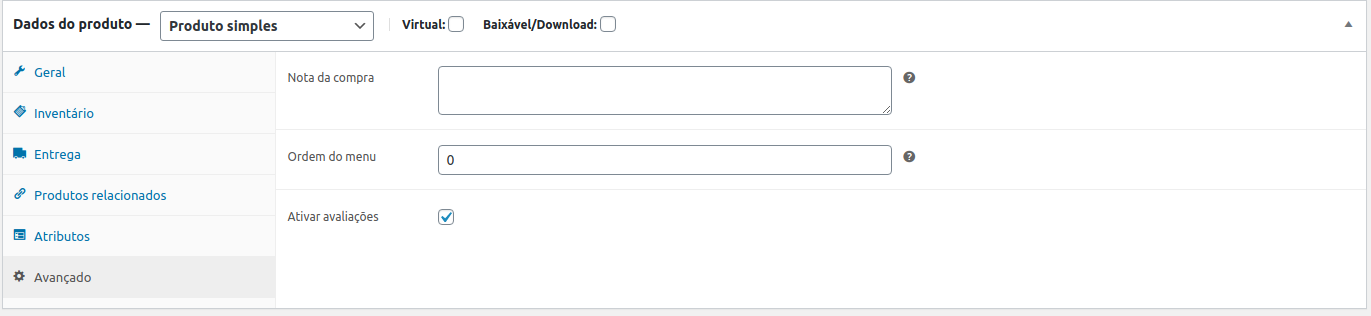 Dados do produto — Produto simples Virtual: Baixável/Download:
Geral
Inventário
Entrega
Produtos relacionados
Atributos
Avançado
Nota da compra
Ordem do menu 0
Ativar avaliações